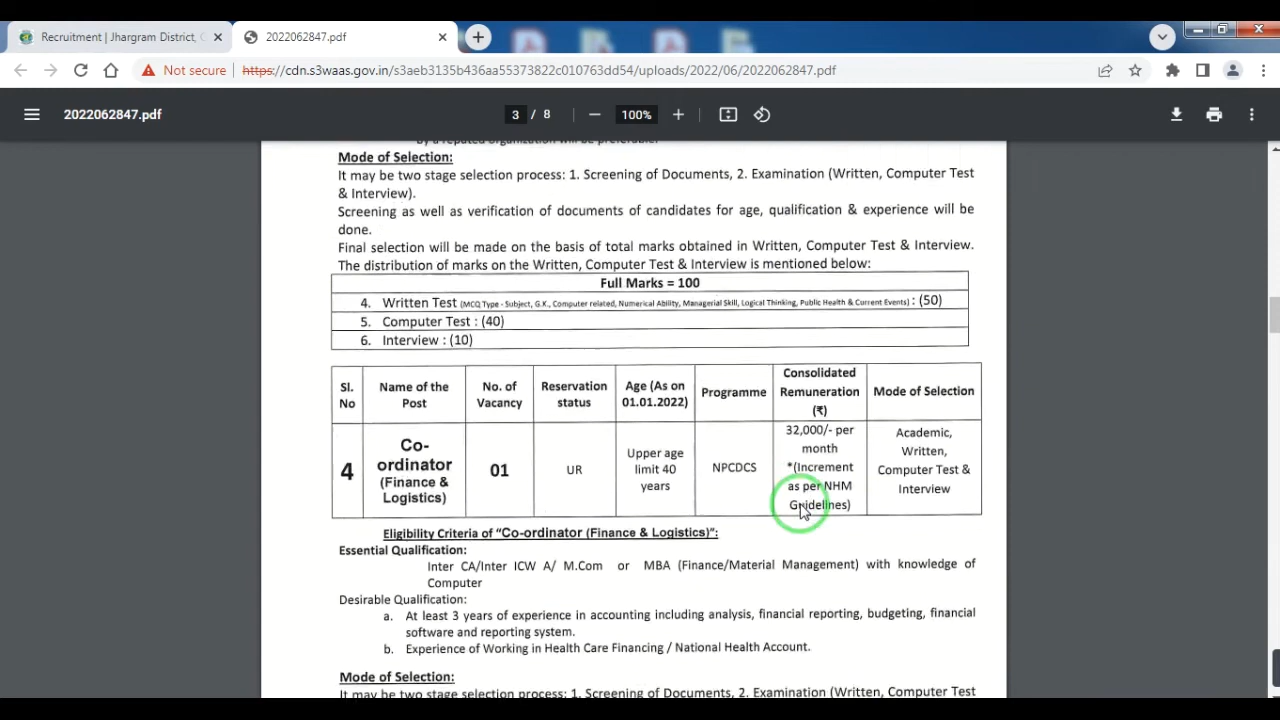 Recruitment | Jhargram District,
2022062847.pdf
Not secure
https://cdn.s3waas.gov.in/s3aeb3135b436aa55373822c010763dd54/uploads/2022/06/2022062847.pdf
2022062847.pdf
3 / 8
100%
by a reputed organization will be preferable.
Mode of Selection:
It may be two stage selection process: 1. Screening of Documents, 2. Examination (Written, Computer Test
& Interview).
Screening as well as verification of documents of candidates for age, qualification & experience will be
done.
Final selection will be made on the basis of total marks obtained in Written, Computer Test & Interview.
The distribution of marks on the Written, Computer Test & Interview is mentioned below:
Full Marks = 100
4. Written Test (MCQ Type - Subject, G.K., Computer related, Numerical Ability, Managerial Skill, Logical Thinking, Public Health & Current Events) : (50)
5. Computer Test : (40)
6. Interview : (10)
Sl.
No
Name of the
Post
No. of
Vacancy
Reservation
status
Age (As on
01.01.2022)
Programme
Consolidated
Remuneration
(₹)
Mode of Selection
4
Co-
ordinator
(Finance &
Logistics)
01
UR
Upper age
limit 40
years
NPCDCS
32,000/- per
month
*(Increment
as per NHM
Guidelines)
Academic,
Written,
Computer Test &
Interview
Eligibility Criteria of “Co-ordinator (Finance & Logistics)”:
Essential Qualification:
Inter CA/Inter ICW A/ M.Com or MBA (Finance/Material Management) with knowledge of
Computer
Desirable Qualification:
a. At least 3 years of experience in accounting including analysis, financial reporting, budgeting, financial
software and reporting system.
b. Experience of Working in Health Care Financing / National Health Account.
Mode of Selection:
It may be two stage selection process: 1. Screening of Documents, 2. Examination (Written, Computer Test